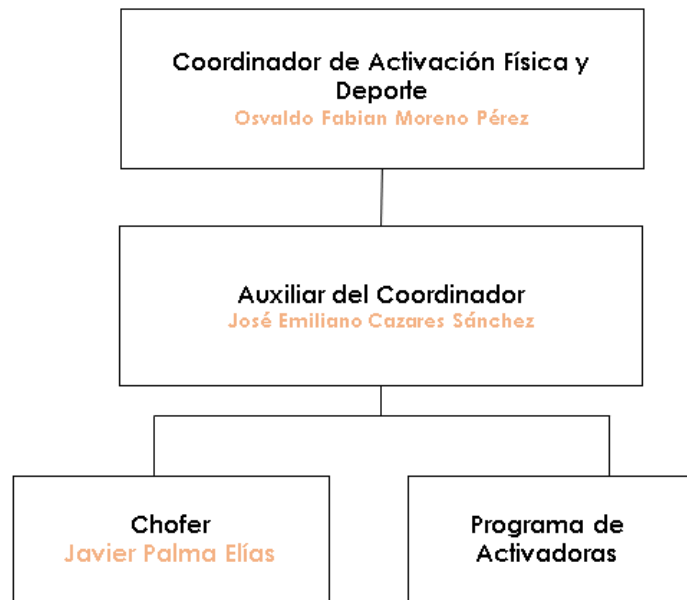 Coordinador de Activación Física y
Deporte
Osvaldo Fabian Moreno Pérez
Auxiliar del Coordinador
José Emiliano Cazares Sánchez
Chofer
Javier Palma Elías
Programa de
Activadoras